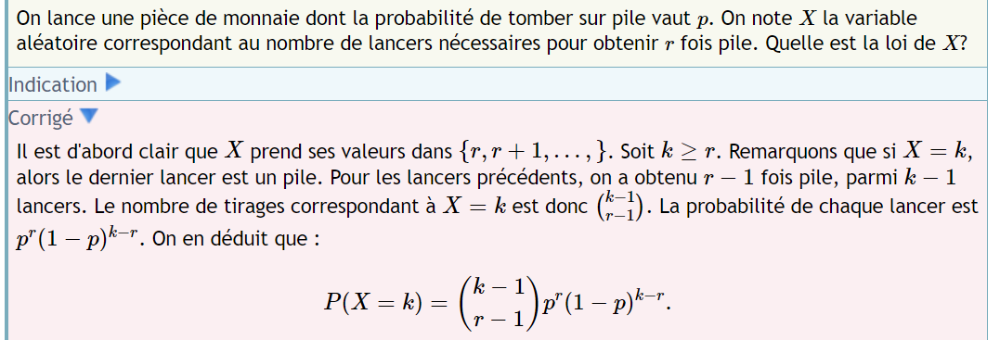 On lance une pièce de monnaie dont la probabilité de tomber sur pile vaut p. On note X la variable
aléatoire correspondant au nombre de lancers nécessaires pour obtenir r fois pile. Quelle est la loi de X?
Indication
Corrigé
Il est d'abord clair que X prend ses valeurs dans {r, r + 1, . . . , }. Soit k ≥ r. Remarquons que si X = k,
alors le dernier lancer est un pile. Pour les lancers précédents, on a obtenu r − 1 fois pile, parmi k − 1
lancers. Le nombre de tirages correspondant à X = k est donc \binom{k-1}{r-1}. La probabilité de chaque lancer est
p^r(1 − p)^{k−r}. On en déduit que :
P(X = k) = \binom{k-1}{r-1} p^r(1 − p)^{k−r}.